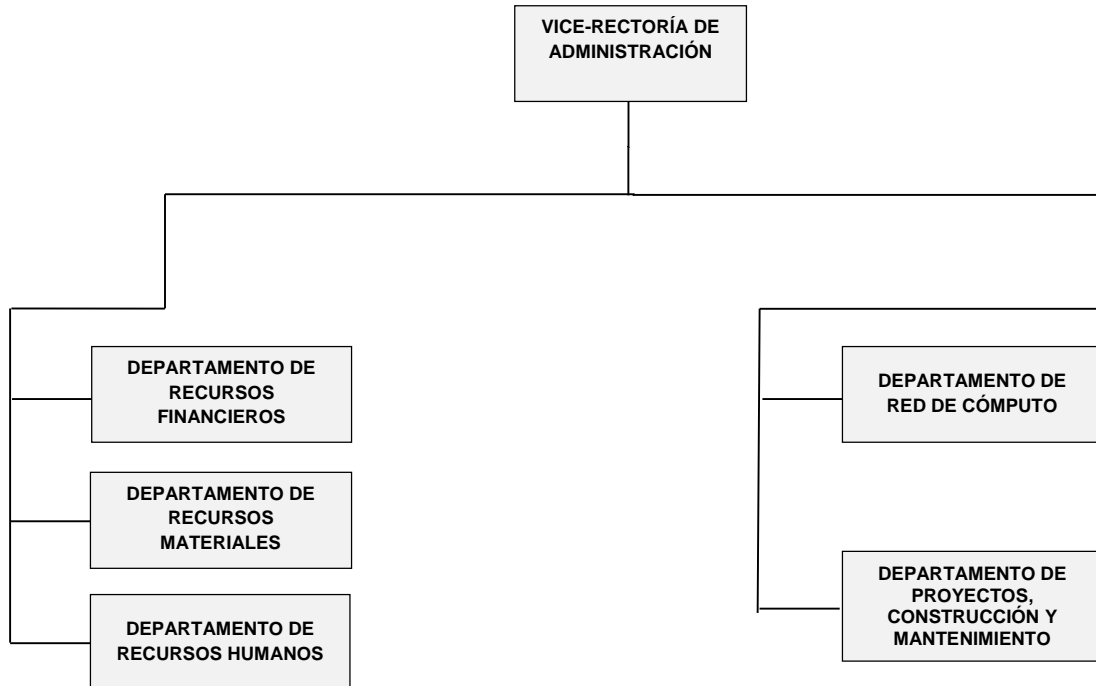 VICE-RECTORÍA DE
ADMINISTRACIÓN
DEPARTAMENTO DE
RECURSOS
FINANCIEROS
DEPARTAMENTO DE
RECURSOS
MATERIALES
DEPARTAMENTO DE
RECURSOS HUMANOS
DEPARTAMENTO DE
RED DE CÓMPUTO
DEPARTAMENTO DE
PROYECTOS,
CONSTRUCCIÓN Y
MANTENIMIENTO